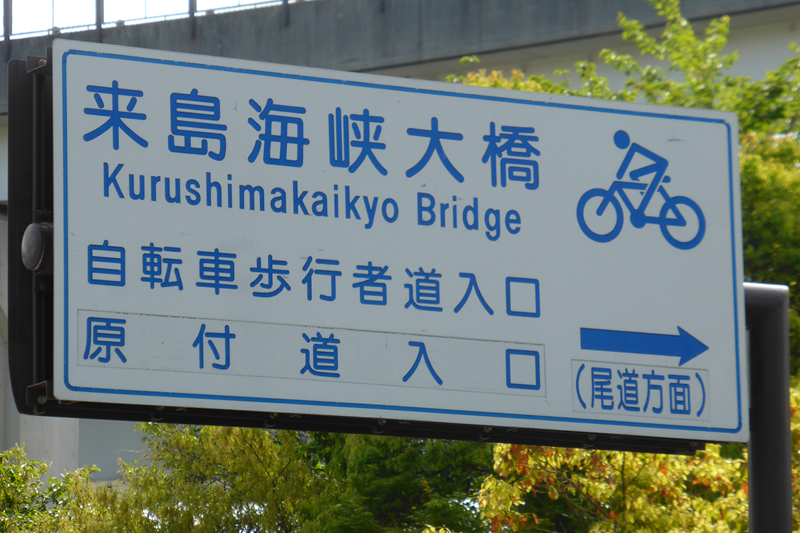 来島海峡大橋
Kurushimakaikyo Bridge
自転車歩行者道入口
原付道入口
(尾道方面)